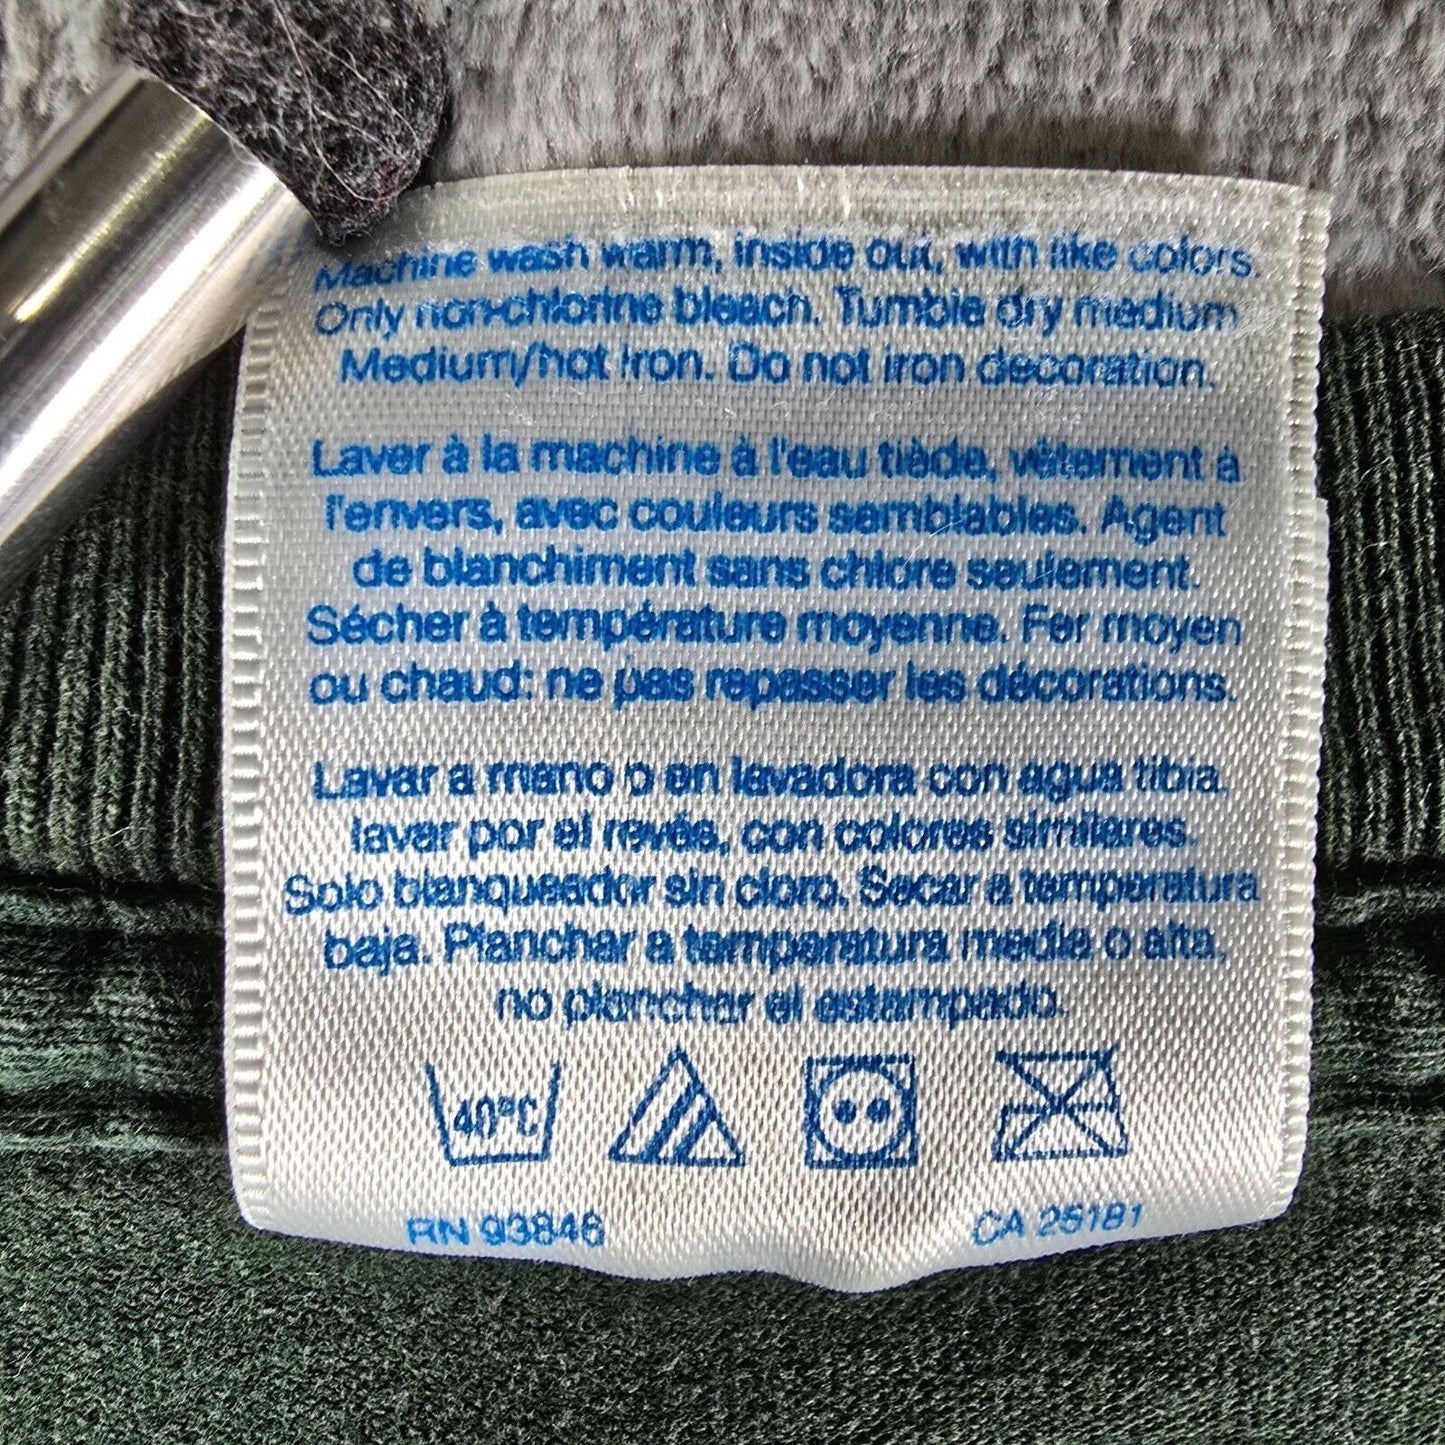 Machine wash warm, inside out, with like colors.
Only non-chlorine bleach. Tumble dry medium
Medium/hot iron. Do not iron decoration.
Laver à la machine à l'eau tiède, vêtement à
l'envers, avec couleurs semblables. Agent
de blanchiment sans chlore seulement.
Sécher à température moyenne. Fer moyen
ou chaud: ne pas repasser les décorations.
Lavar a mano o en lavadora con agua tibia.
lavar por el revés, con colores similares.
Solo blanqueador sin cloro. Secar a temperatura
baja. Planchar a temperatura media o alta,
no planchar el estampado.
40°C
RN 93846 CA 25181